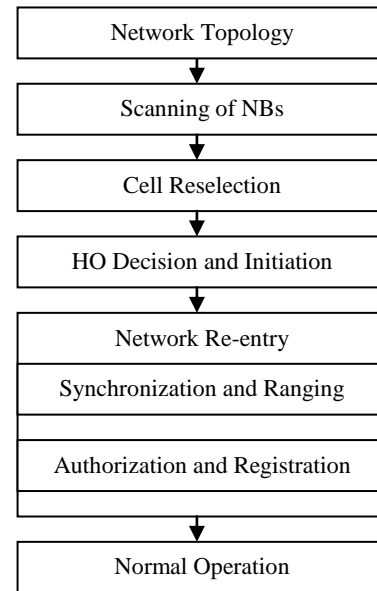 Network Topology
Scanning of NBs
Cell Reselection
HO Decision and Initiation
Network Re-entry
Synchronization and Ranging
Authorization and Registration
Normal Operation